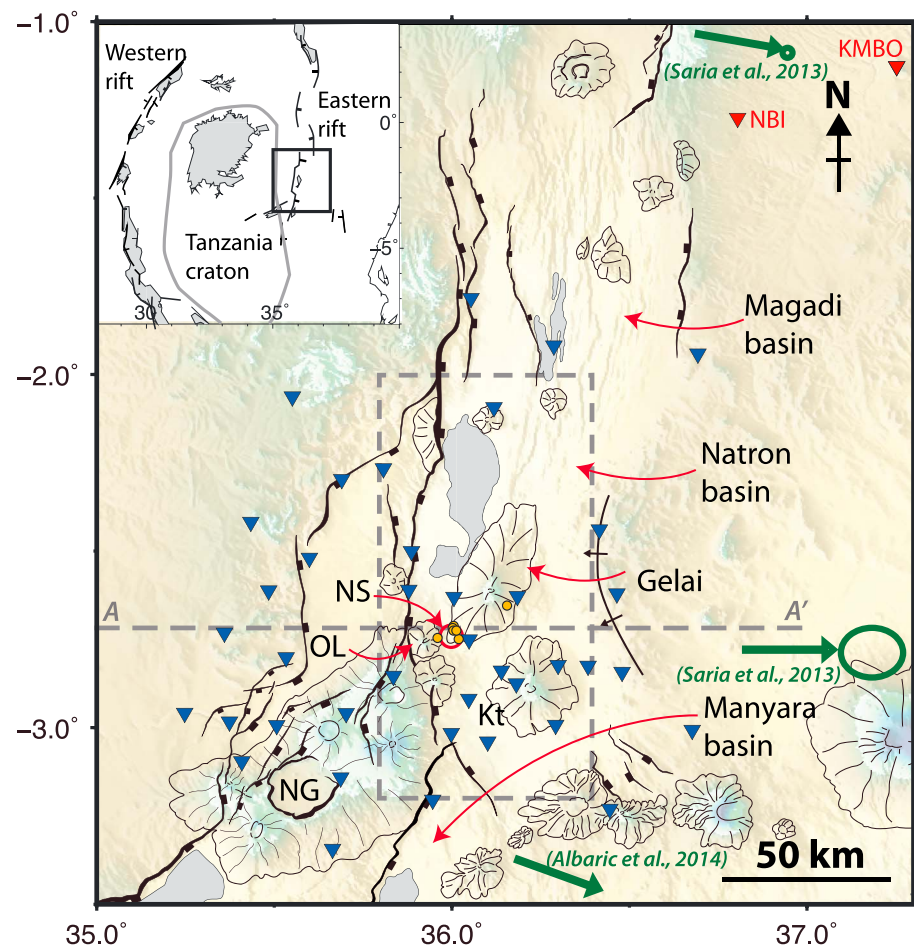 −1.0°
−2.0°
−3.0°
35.0°
36.0°
37.0°
Western
rift
Eastern
rift
Tanzania
craton
0°
−5°
30°
35°
(Saria et al., 2013)
KMBO
NBI
N
Magadi
basin
Natron
basin
Gelai
NS
A
A′
OL
(Saria et al., 2013)
Kt
Manyara
basin
NG
(Albaric et al., 2014)
50 km